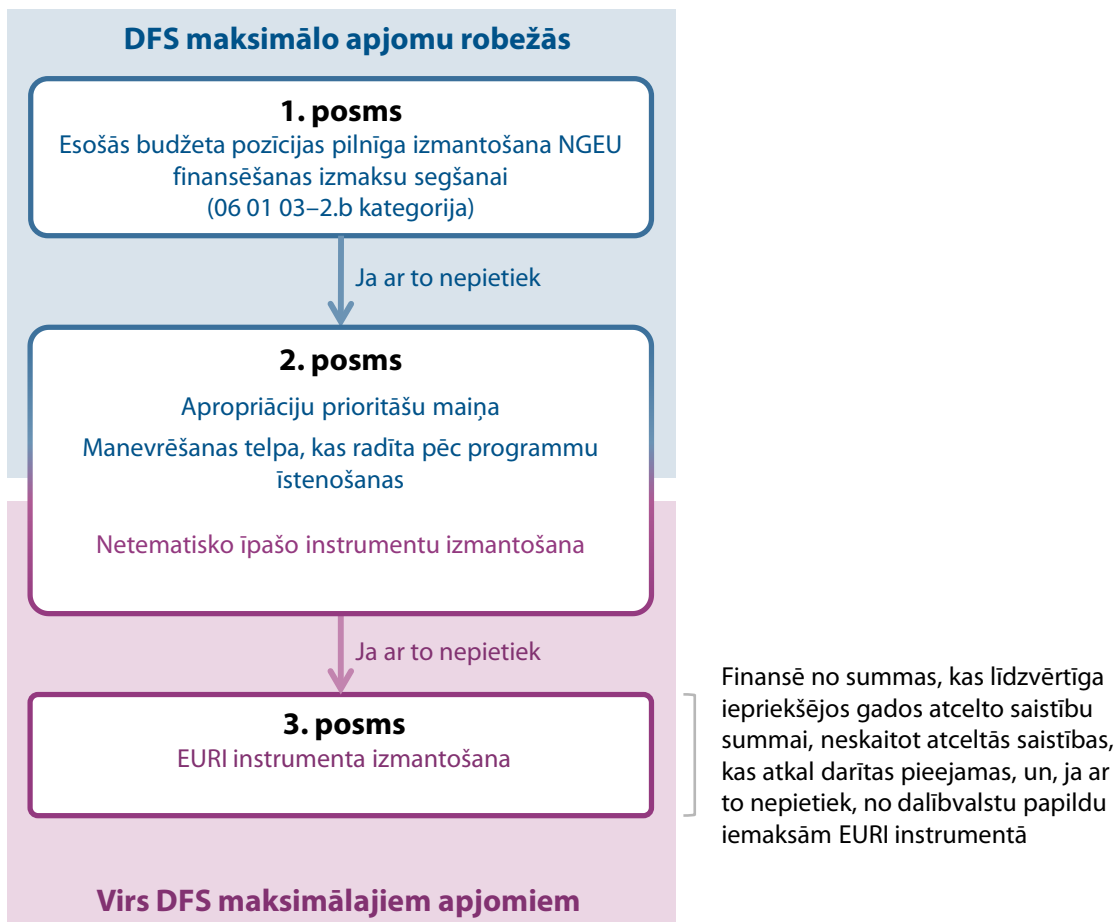 DFS maksimālo apjomu robežās
1. posms
Esošās budžeta pozīcijas pilnīga izmantošana NGEU
finansēšanas izmaksu segšanai
(06 01 03–2.b kategorija)
Ja ar to nepietiek
2. posms
Apropriāciju prioritāšu maiņa
Manevrēšanas telpa, kas radīta pēc programmu
īstenošanas
Netematisko īpašo instrumentu izmantošana
Ja ar to nepietiek
3. posms
EURI instrumenta izmantošana
Finansē no summas, kas līdzvērtīga
iepriekšējos gados atcelto saistību
summai, neskaitot atceltās saistības,
kas atkal darītas pieejamas, un, ja ar
to nepietiek, no dalībvalstu papildu
iemaksām EURI instrumentā
Virs DFS maksimālajiem apjomiem